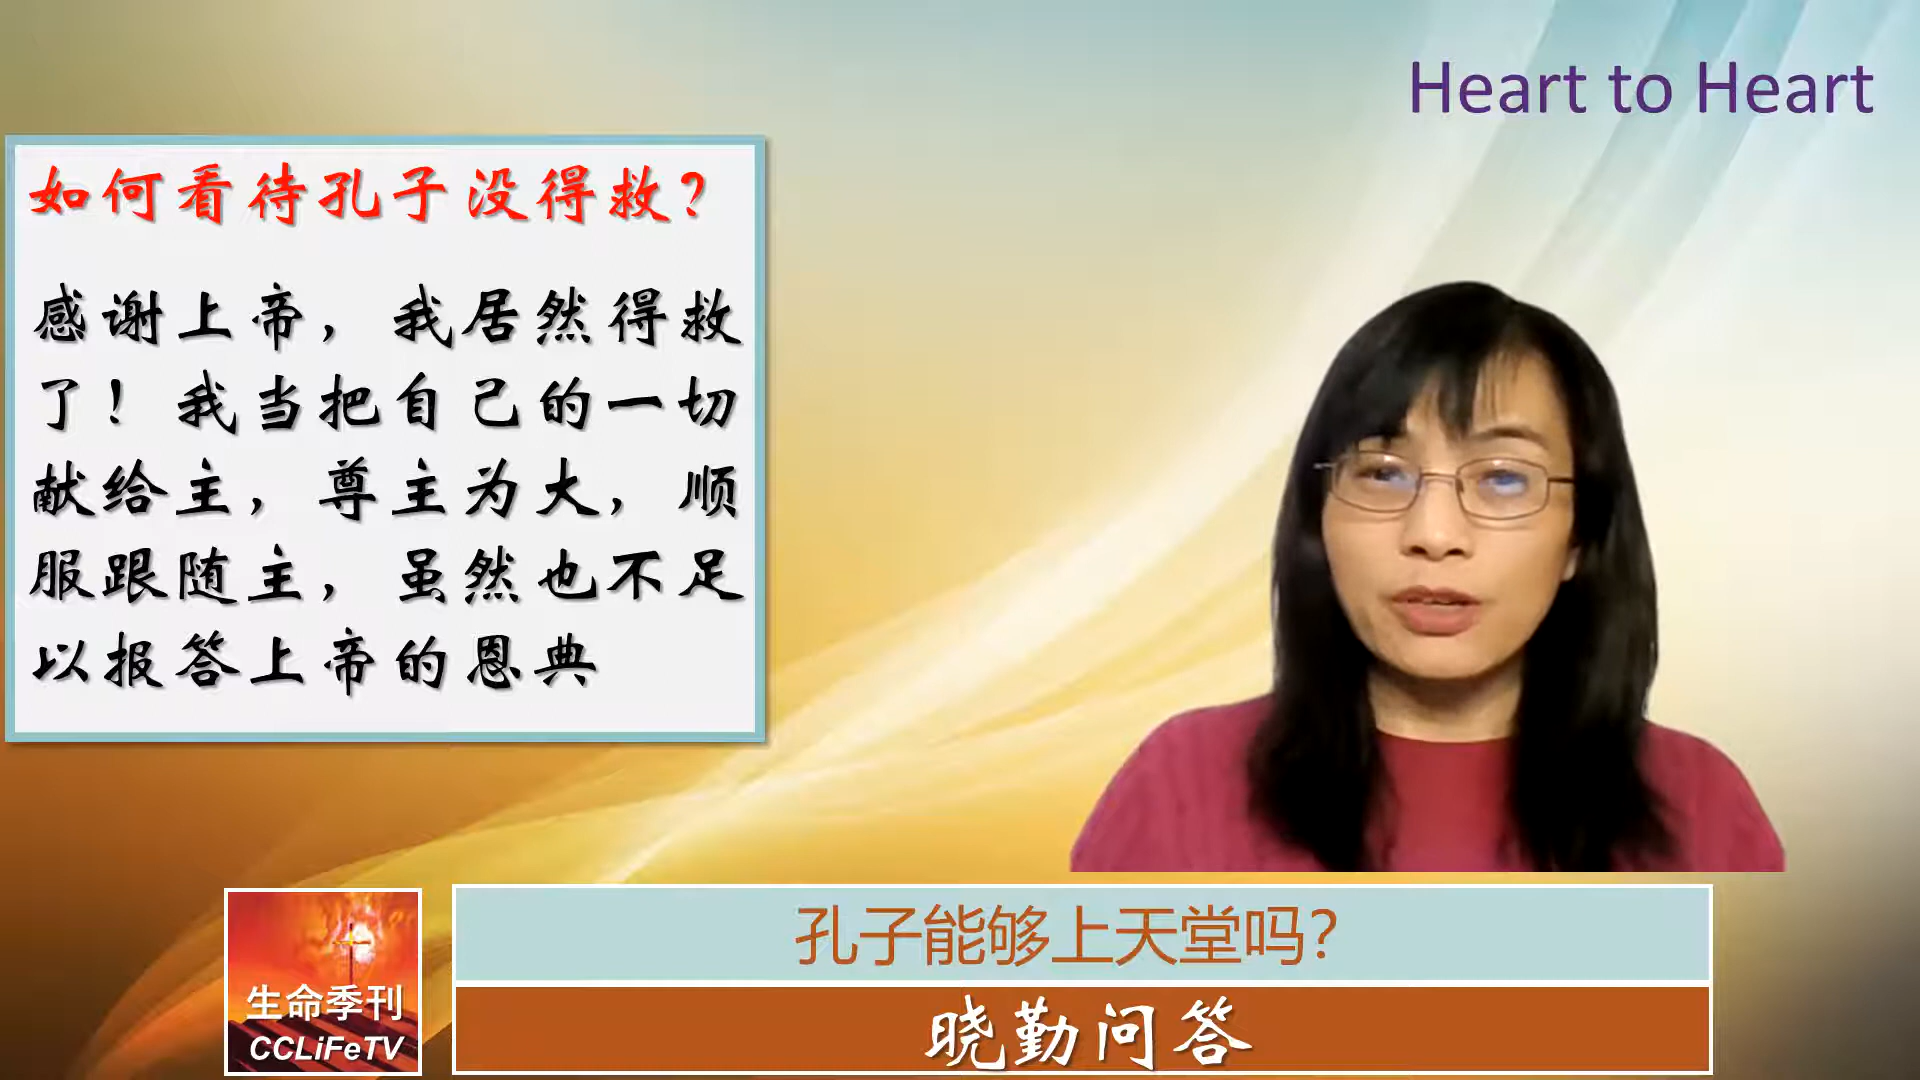 Heart to Heart
如何看待孔子没得救？
感谢上帝，我居然得救
了！我当把自己的一切
献给主，尊主为大，顺
服跟随主，虽然也不足
以报答上帝的恩典
孔子能够上天堂吗？
晓勤问答
生命季刊
CCLiFeTV